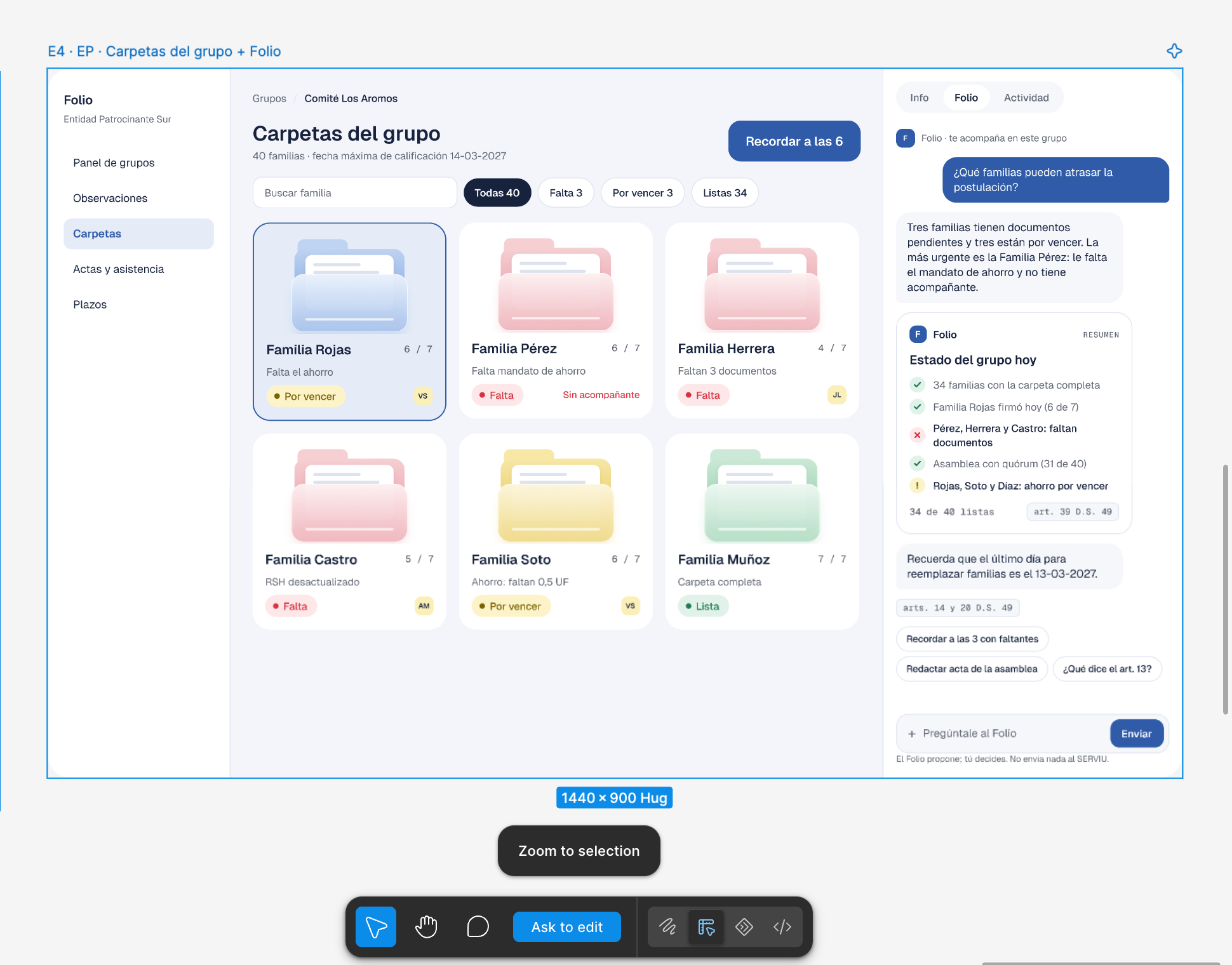 E4 · EP · Carpetas del grupo + Folio
Folio
Entidad Patrocinante Sur
Panel de grupos
Observaciones
Carpetas
Actas y asistencia
Plazos
Grupos / Comité Los Aromos
Carpetas del grupo
40 familias · fecha máxima de calificación 14-03-2027
Recordar a las 6
Buscar familia
Todas 40
Falta 3
Por vencer 3
Listas 34
Familia Rojas 6 / 7
Falta el ahorro
Por vencer VS
Familia Pérez 6 / 7
Falta mandato de ahorro
Falta Sin acompañante
Familia Herrera 4 / 7
Faltan 3 documentos
Falta JL
Familia Castro 5 / 7
RSH desactualizado
Falta AM
Familia Soto 6 / 7
Ahorro: faltan 0,5 UF
Por vencer VS
Familia Muñoz 7 / 7
Carpeta completa
Lista
Info Folio Actividad
F Folio · te acompaña en este grupo
¿Qué familias pueden atrasar la
postulación?
Tres familias tienen documentos
pendientes y tres están por vencer. La
más urgente es la Familia Pérez: le falta
el mandato de ahorro y no tiene
acompañante.
F Folio RESUMEN
Estado del grupo hoy
34 familias con la carpeta completa
Familia Rojas firmó hoy (6 de 7)
Pérez, Herrera y Castro: faltan
documentos
Asamblea con quórum (31 de 40)
! Rojas, Soto y Díaz: ahorro por vencer
34 de 40 listas art. 39 D.S. 49
Recuerda que el último día para
reemplazar familias es el 13-03-2027.
arts. 14 y 20 D.S. 49
Recordar a las 3 con faltantes
Redactar acta de la asamblea
¿Qué dice el art. 13?
+ Pregúntale al Folio
Enviar
El Folio propone; tú decides. No envía nada al SERVIU.
1440 × 900 Hug
Zoom to selection
Ask to edit